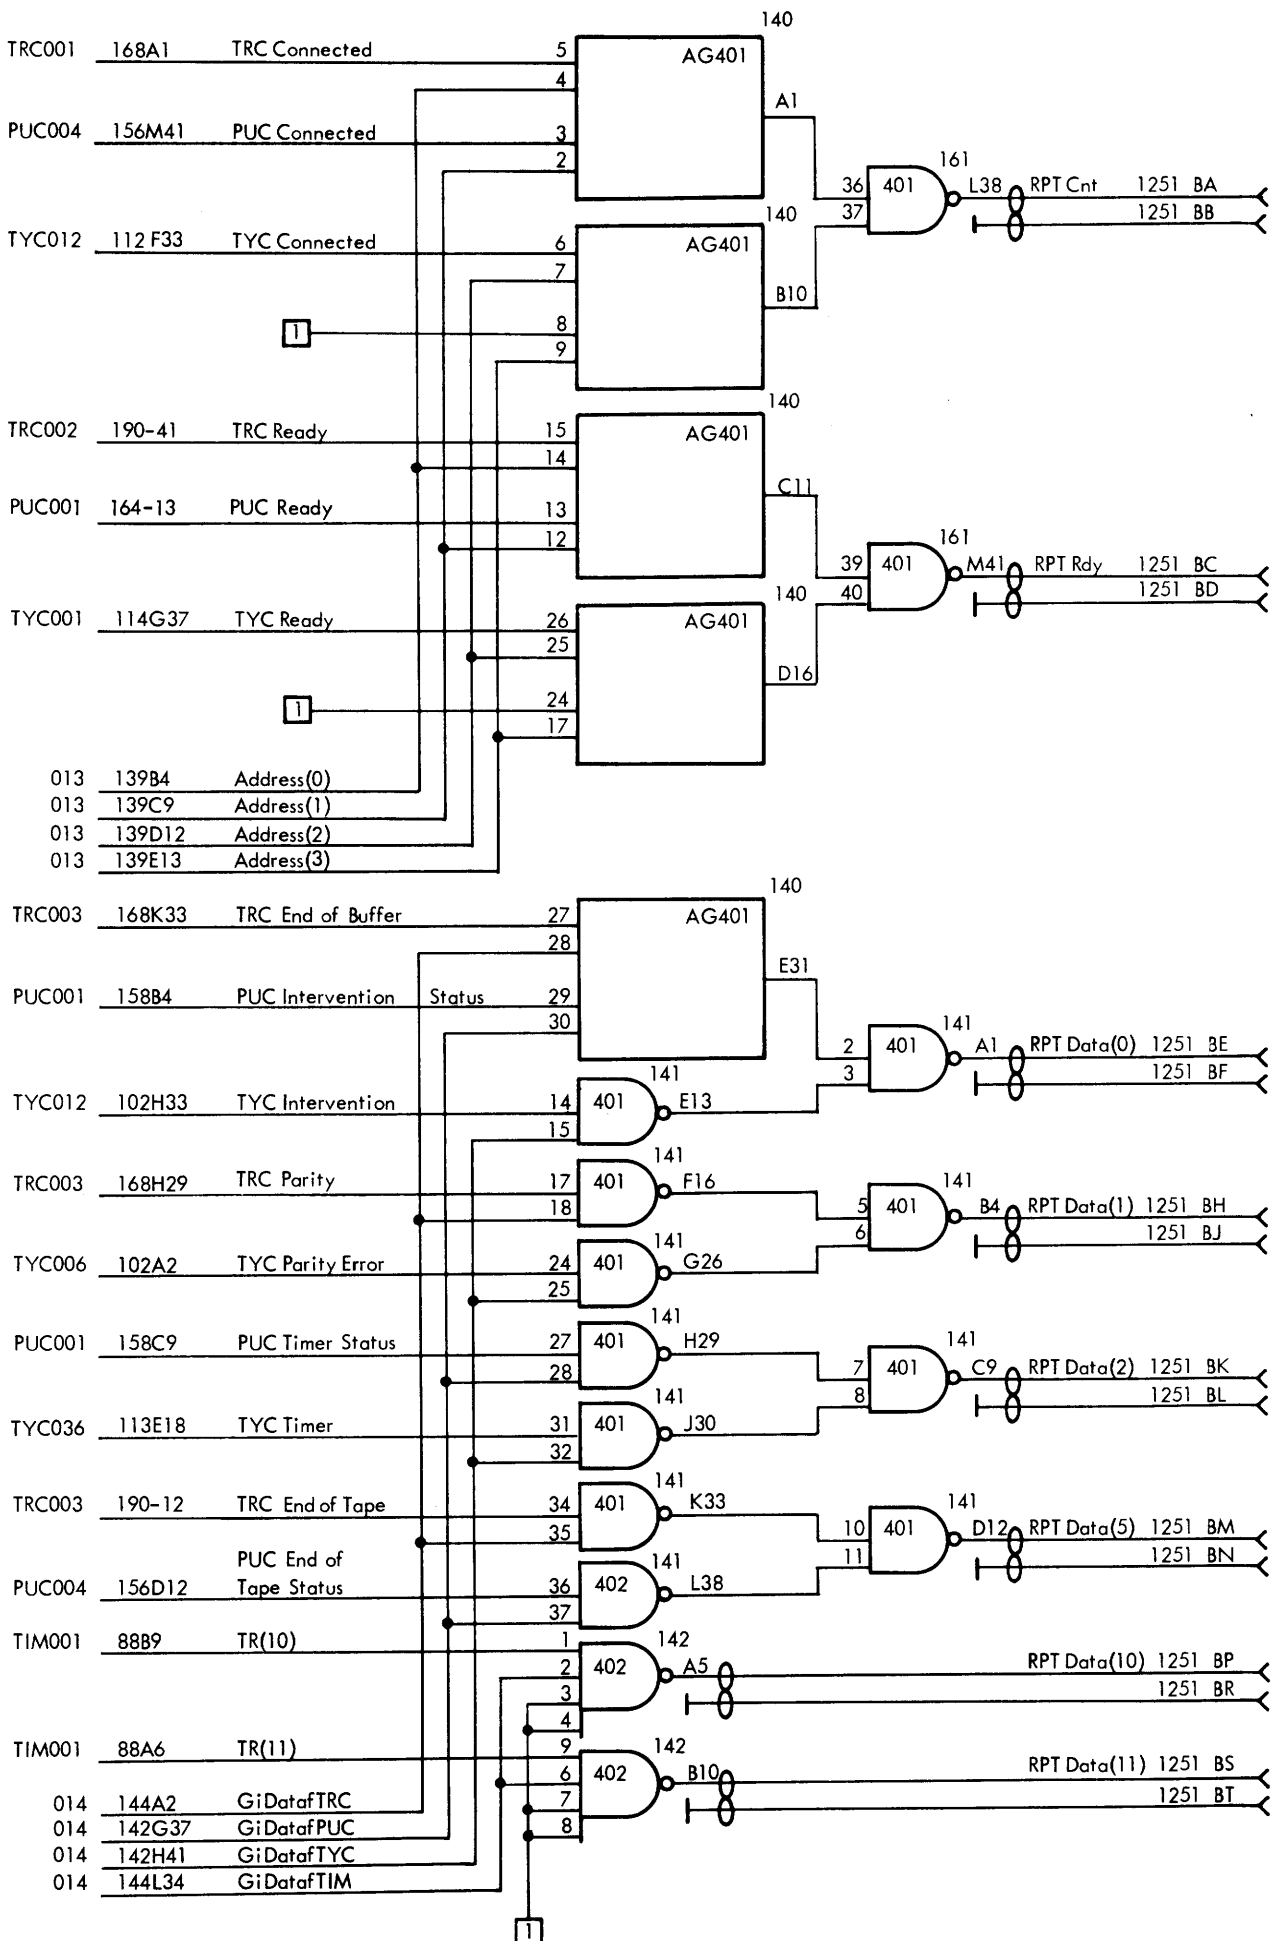 140
TRC001 168A1 TRC Connected 5 AG401
4
A1
PUC004 156M41 PUC Connected 3
2
161
36 401 L38 RPT Cnt 1251 BA
37 1251 BB
140
TYC012 112F33 TYC Connected 6 AG401
7
B10
1 8
9
140
TRC002 190-41 TRC Ready 15 AG401
14
C11
PUC001 164-13 PUC Ready 13
12
161
39 401 M41 RPT Rdy 1251 BC
40 1251 BD
140
TYC001 114G37 TYC Ready 26 AG401
25
D16
1 24
17
013 139B4 Address(0)
013 139C9 Address(1)
013 139D12 Address(2)
013 139E13 Address(3)
140
TRC003 168K33 TRC End of Buffer 27 AG401
28
E31
PUC001 158B4 PUC Intervention Status 29
30
141
2 401 A1 RPT Data(0) 1251 BE
3 1251 BF
141
TYC012 102H33 TYC Intervention 14 401 E13
15
141
TRC003 168H29 TRC Parity 17 401 F16
18
141
5 401 B4 RPT Data(1) 1251 BH
6 1251 BJ
141
TYC006 102A2 TYC Parity Error 24 401 G26
25
141
PUC001 158C9 PUC Timer Status 27 401 H29
28
141
7 401 C9 RPT Data(2) 1251 BK
8 1251 BL
141
TYC036 113E18 TYC Timer 31 401 J30
32
141
TRC003 190-12 TRC End of Tape 34 401 K33
35
141
10 401 D12 RPT Data(5) 1251 BM
11 1251 BN
141
PUC End of
PUC004 156D12 Tape Status 36 402 L38
37
142
TIM001 88B9 TR(10) 1
2 402 A5 RPT Data(10) 1251 BP
3 1251 BR
4
142
TIM001 88A6 TR(11) 9
6 402 B10 RPT Data(11) 1251 BS
7 1251 BT
8
014 144A2 GiDatafTRC
014 142G37 GiDatafPUC
014 142H41 GiDatafTYC
014 144L34 GiDatafTIM
1